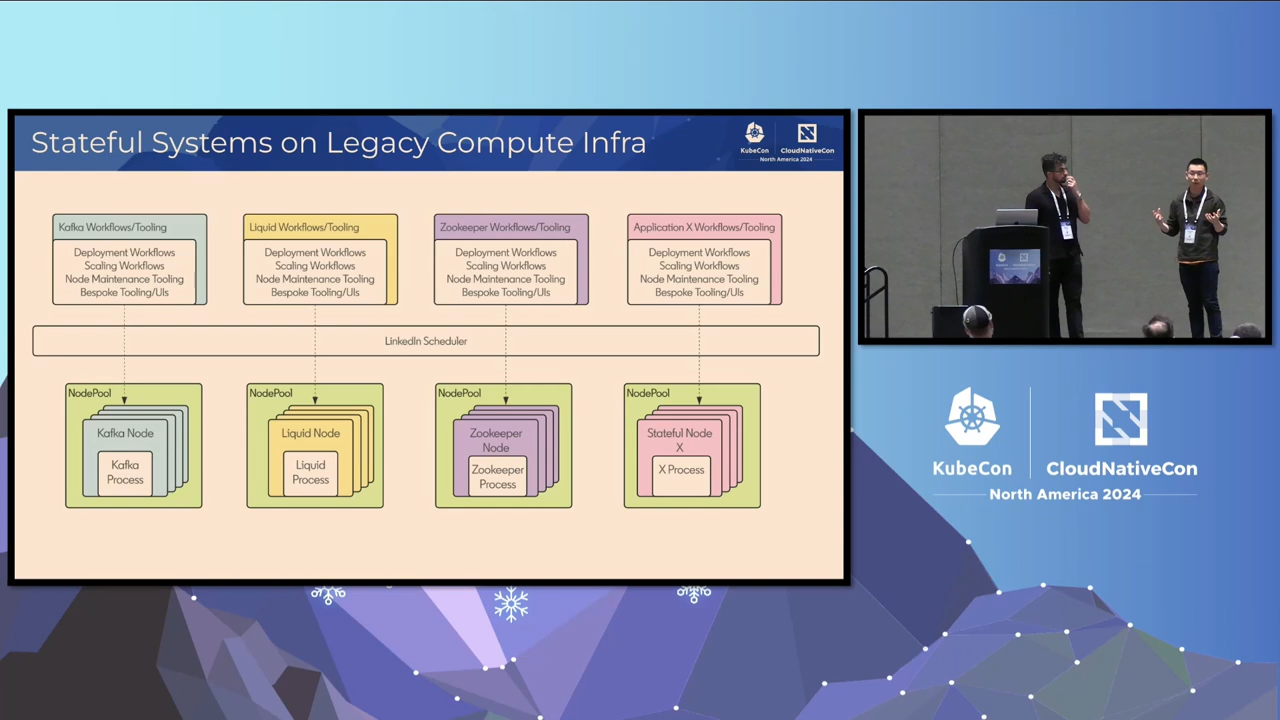 Stateful Systems on Legacy Compute Infra
KubeCon
CloudNativeCon
North America 2024
Kafka Workflows/Tooling
Deployment Workflows
Scaling Workflows
Node Maintenance Tooling
Bespoke Tooling/UIs
Liquid Workflows/Tooling
Deployment Workflows
Scaling Workflows
Node Maintenance Tooling
Bespoke Tooling/UIs
Zookeeper Workflows/Tooling
Deployment Workflows
Scaling Workflows
Node Maintenance Tooling
Bespoke Tooling/UIs
Application X Workflows/Tooling
Deployment Workflows
Scaling Workflows
Node Maintenance Tooling
Bespoke Tooling/UIs
LinkedIn Scheduler
NodePool
Kafka Node
Kafka
Process
NodePool
Liquid Node
Liquid
Process
NodePool
Zookeeper
Node
Zookeeper
Process
NodePool
Stateful Node
X
X Process
KubeCon
CloudNativeCon
North America 2024